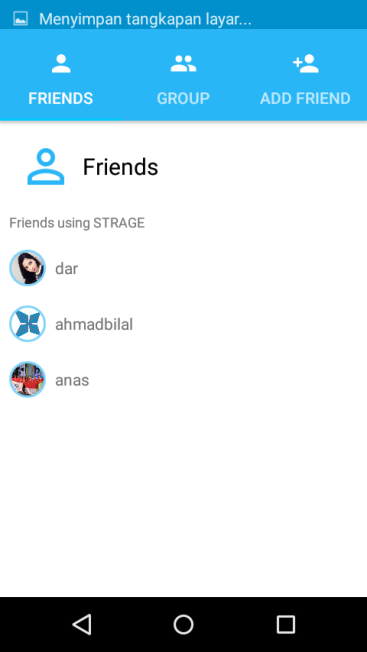 Menyimpan tangkapan layar...
FRIENDS GROUP ADD FRIEND
Friends
Friends using STRAGE
dar
ahmadbilal
anas